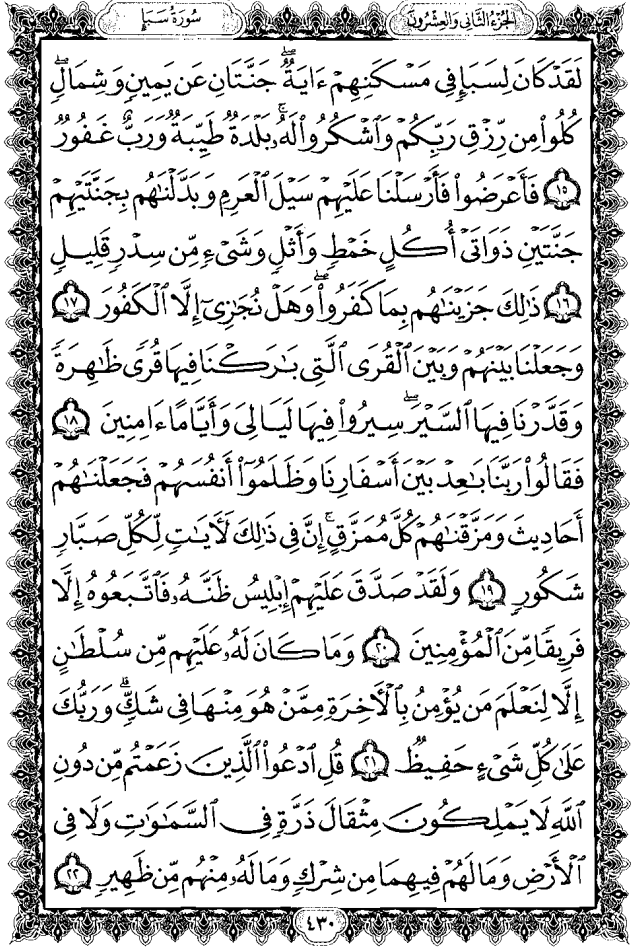 الجزء الثاني والعشرون
سورة سبإ
لَقَدْ كَانَ لِسَبَإٍ فِي مَسْكَنِهِمْ ءَايَةٌ ۖ جَنَّتَانِ عَن يَمِينٍ وَشِمَالٍ ۖ
كُلُوا۟ مِن رِّزْقِ رَبِّكُمْ وَٱشْكُرُوا۟ لَهُۥ ۚ بَلْدَةٌ طَيِّبَةٌ وَرَبٌّ غَفُورٌ
١٥ فَأَعْرَضُوا۟ فَأَرْسَلْنَا عَلَيْهِمْ سَيْلَ ٱلْعَرِمِ وَبَدَّلْنَٰهُم بِجَنَّتَيْهِمْ
جَنَّتَيْنِ ذَوَاتَىْ أُكُلٍ خَمْطٍ وَأَثْلٍ وَشَىْءٍ مِّن سِدْرٍ قَلِيلٍ
١٦ ذَٰلِكَ جَزَيْنَٰهُم بِمَا كَفَرُوا۟ ۖ وَهَلْ نُجَٰزِىٓ إِلَّا ٱلْكَفُورَ ١٧
وَجَعَلْنَا بَيْنَهُمْ وَبَيْنَ ٱلْقُرَى ٱلَّتِى بَٰرَكْنَا فِيهَا قُرًى ظَٰهِرَةً
وَقَدَّرْنَا فِيهَا ٱلسَّيْرَ ۖ سِيرُوا۟ فِيهَا لَيَالِىَ وَأَيَّامًا ءَامِنِينَ ١٨
فَقَالُوا۟ رَبَّنَا بَٰعِدْ بَيْنَ أَسْفَارِنَا وَظَلَمُوٓا۟ أَنفُسَهُمْ فَجَعَلْنَٰهُمْ
أَحَادِيثَ وَمَزَّقْنَٰهُمْ كُلَّ مُمَزَّقٍ ۚ إِنَّ فِى ذَٰلِكَ لَءَايَٰتٍ لِّكُلِّ صَبَّارٍ
شَكُورٍ ١٩ وَلَقَدْ صَدَّقَ عَلَيْهِمْ إِبْلِيسُ ظَنَّهُۥ فَٱتَّبَعُوهُ إِلَّا
فَرِيقًا مِّنَ ٱلْمُؤْمِنِينَ ٢٠ وَمَا كَانَ لَهُۥ عَلَيْهِم مِّن سُلْطَٰنٍ
إِلَّا لِنَعْلَمَ مَن يُؤْمِنُ بِٱلْءَاخِرَةِ مِمَّنْ هُوَ مِنْهَا فِى شَكٍّ ۗ وَرَبُّكَ
عَلَىٰ كُلِّ شَىْءٍ حَفِيظٌ ٢١ قُلِ ٱدْعُوا۟ ٱلَّذِينَ زَعَمْتُم مِّن دُونِ
ٱللَّهِ لَا يَمْلِكُونَ مِثْقَالَ ذَرَّةٍ فِى ٱلسَّمَٰوَٰتِ وَلَا فِى
ٱلْأَرْضِ وَمَا لَهُمْ فِيهِمَا مِن شِرْكٍ وَمَا لَهُۥ مِنْهُم مِّن ظَهِيرٍ ٢٢
٤٣٠